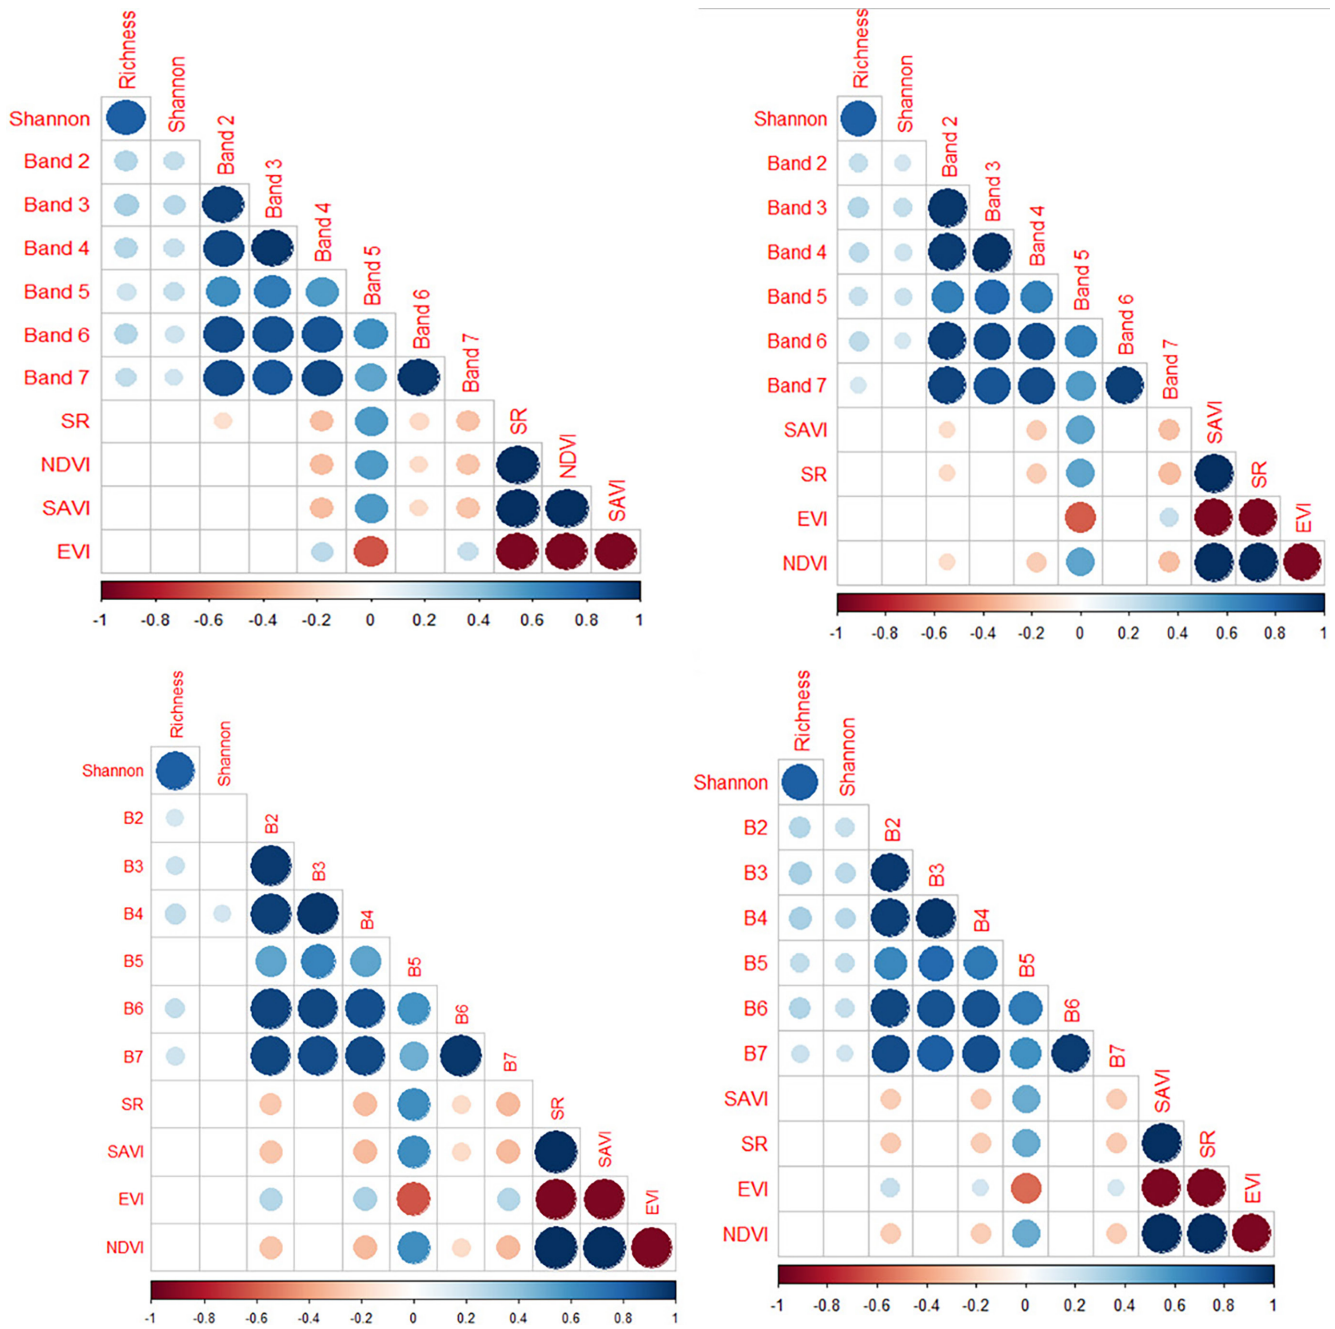 Richness
Shannon
Shannon
Band 2
Band 2
Band 3
Band 3
Band 4
Band 4
Band 5
Band 5
Band 6
Band 6
Band 7
Band 7
SR
SR
NDVI
NDVI
SAVI
SAVI
EVI
-1 -0.8 -0.6 -0.4 -0.2 0 0.2 0.4 0.6 0.8 1
Richness
Shannon
Shannon
Band 2
Band 2
Band 3
Band 3
Band 4
Band 4
Band 5
Band 5
Band 6
Band 6
Band 7
Band 7
SAVI
SAVI
SR
SR
EVI
EVI
NDVI
-1 -0.8 -0.6 -0.4 -0.2 0 0.2 0.4 0.6 0.8 1
Richness
Shannon
Shannon
B2
B2
B3
B3
B4
B4
B5
B5
B6
B6
B7
B7
SR
SR
SAVI
SAVI
EVI
EVI
NDVI
-1 -0.8 -0.6 -0.4 -0.2 0 0.2 0.4 0.6 0.8 1
Richness
Shannon
Shannon
B2
B2
B3
B3
B4
B4
B5
B5
B6
B6
B7
B7
SAVI
SAVI
SR
SR
EVI
EVI
NDVI
-1 -0.8 -0.6 -0.4 -0.2 0 0.2 0.4 0.6 0.8 1